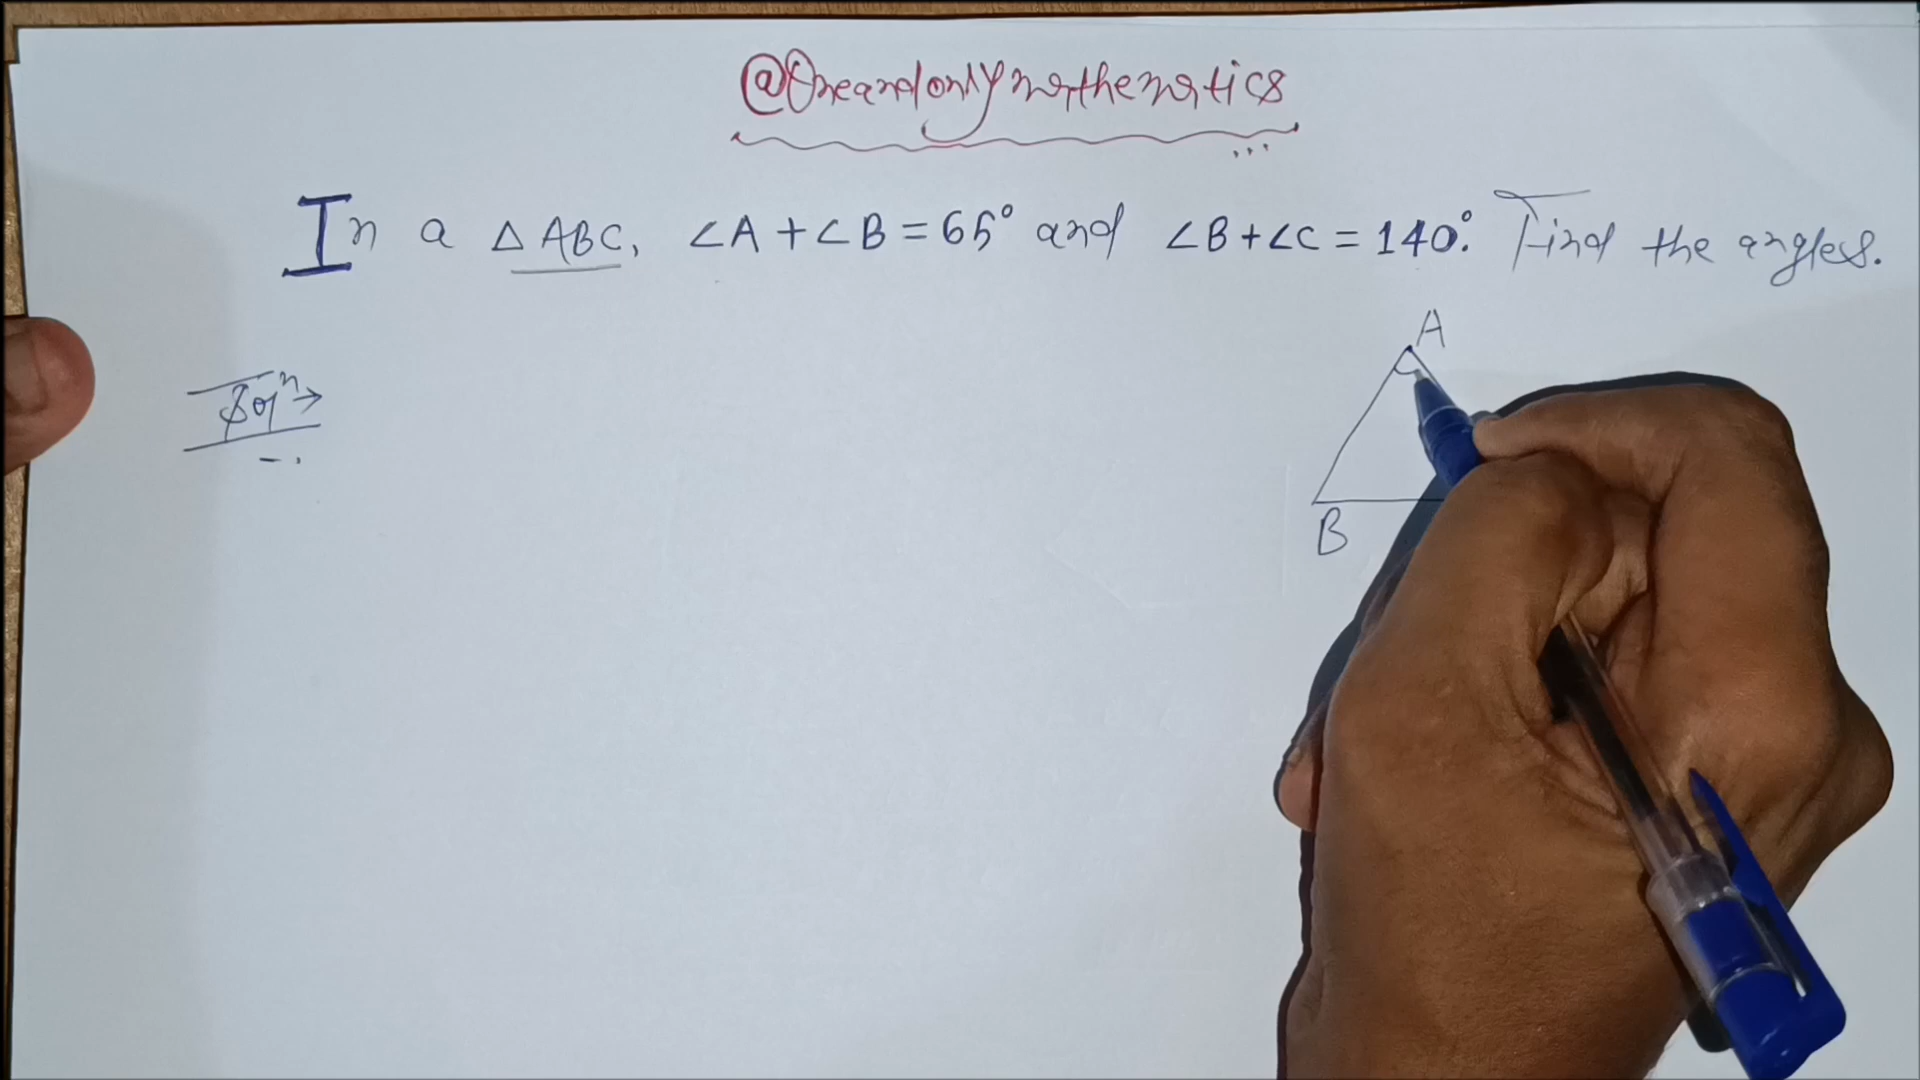 @Oneandonlymathematics
In a △ ABC, ∠A+∠B=65° and ∠B+∠C=140°. Find the angles.
A
Solⁿ→
B